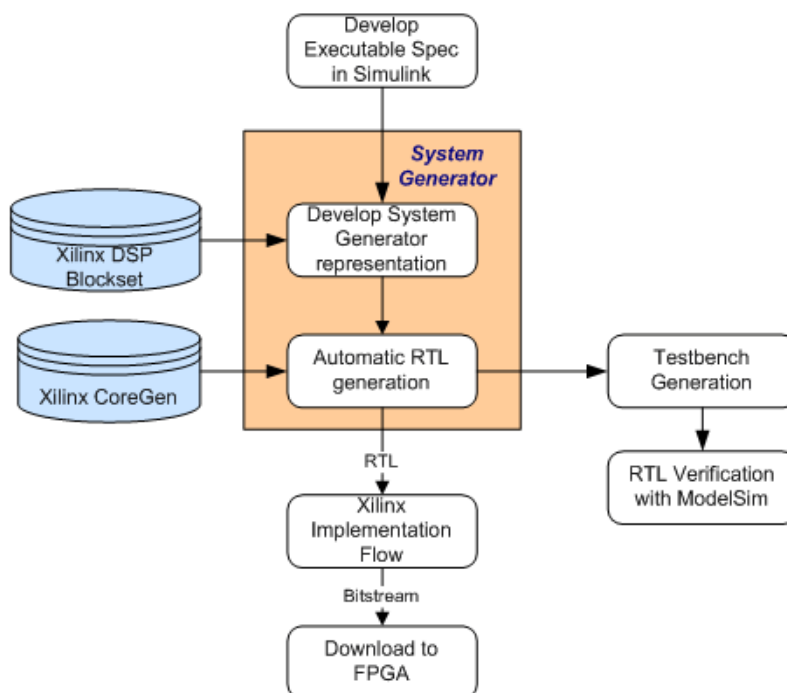 Develop
Executable Spec
in Simulink
System
Generator
Xilinx DSP
Blockset
Develop System
Generator
representation
Xilinx CoreGen
Automatic RTL
generation
Testbench
Generation
RTL
RTL Verification
with ModelSim
Xilinx
Implementation
Flow
Bitstream
Download to
FPGA